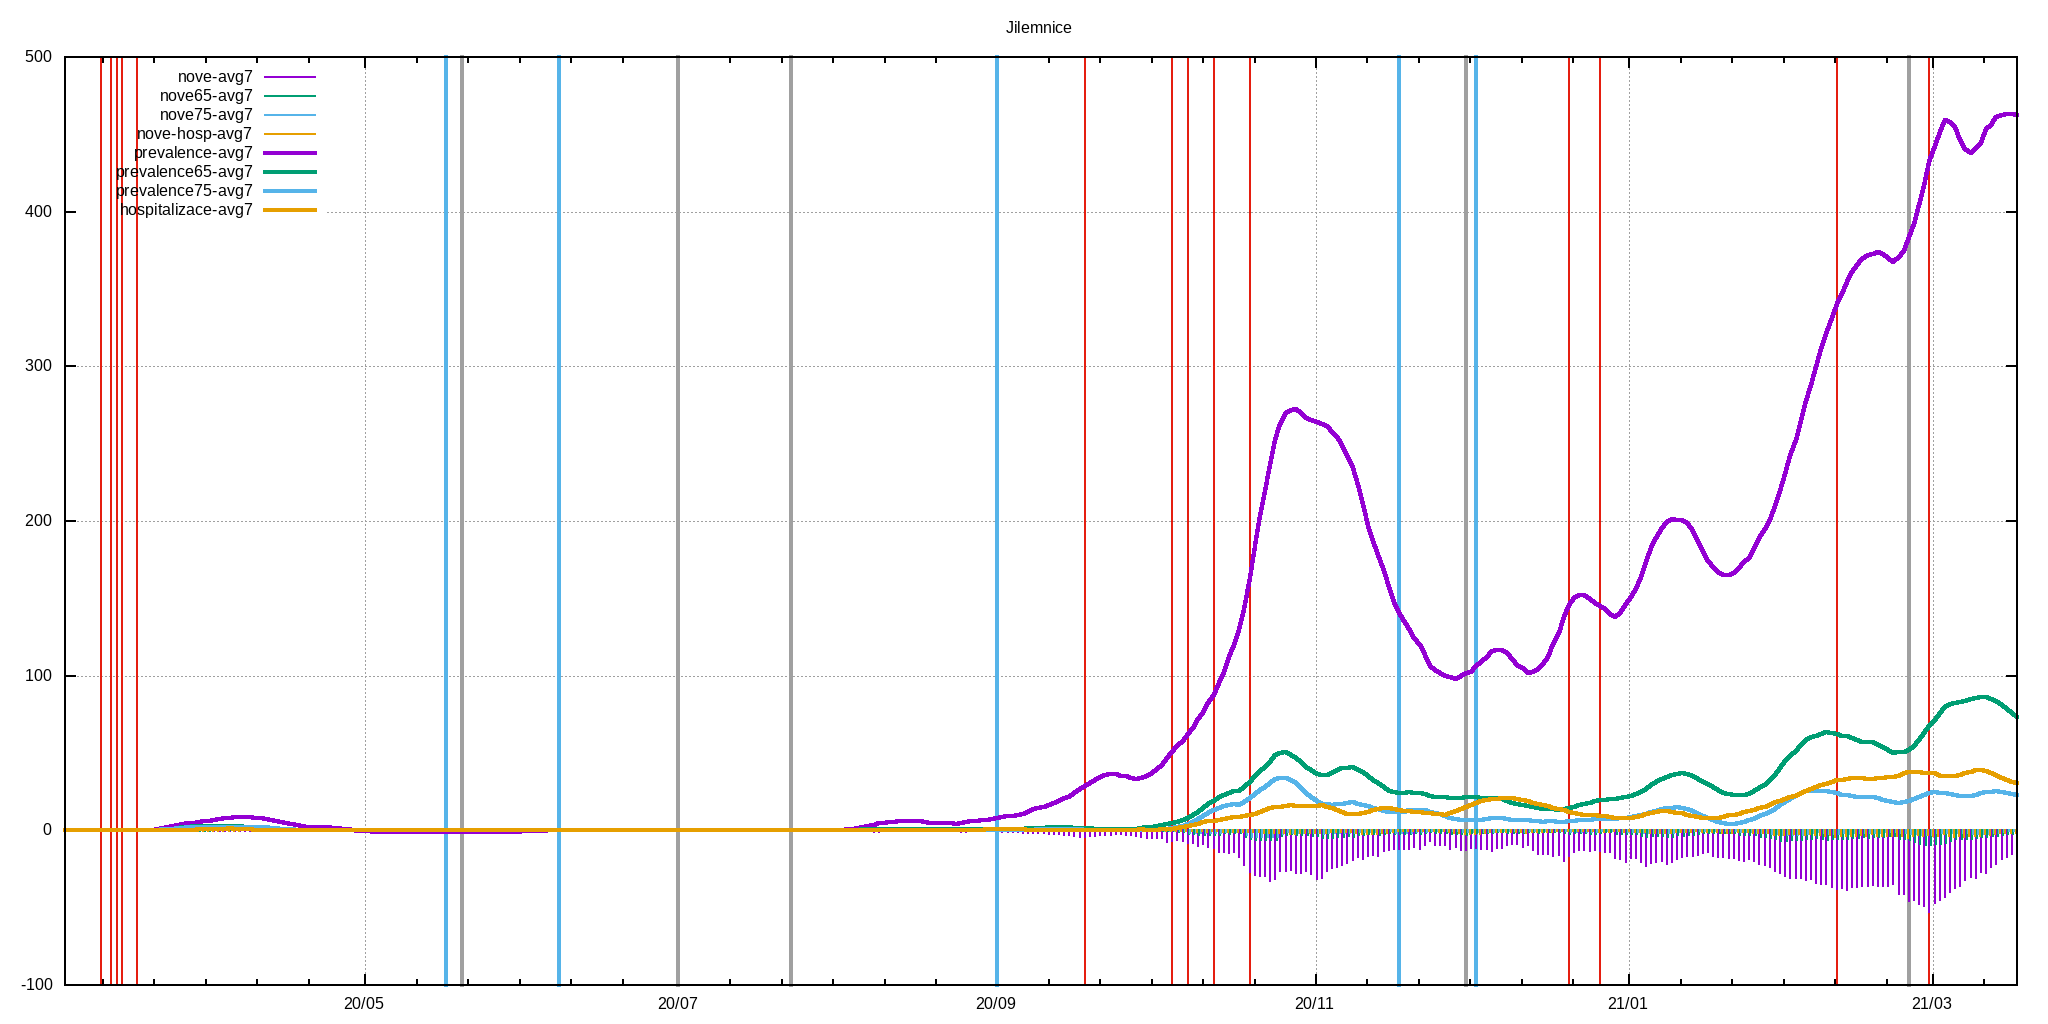 Jilemnice
500
400
300
200
100
0
-100
nove-avg7
nove65-avg7
nove75-avg7
nove-hosp-avg7
prevalence-avg7
prevalence65-avg7
prevalence75-avg7
hospitalizace-avg7
20/05 20/07 20/09 20/11 21/01 21/03